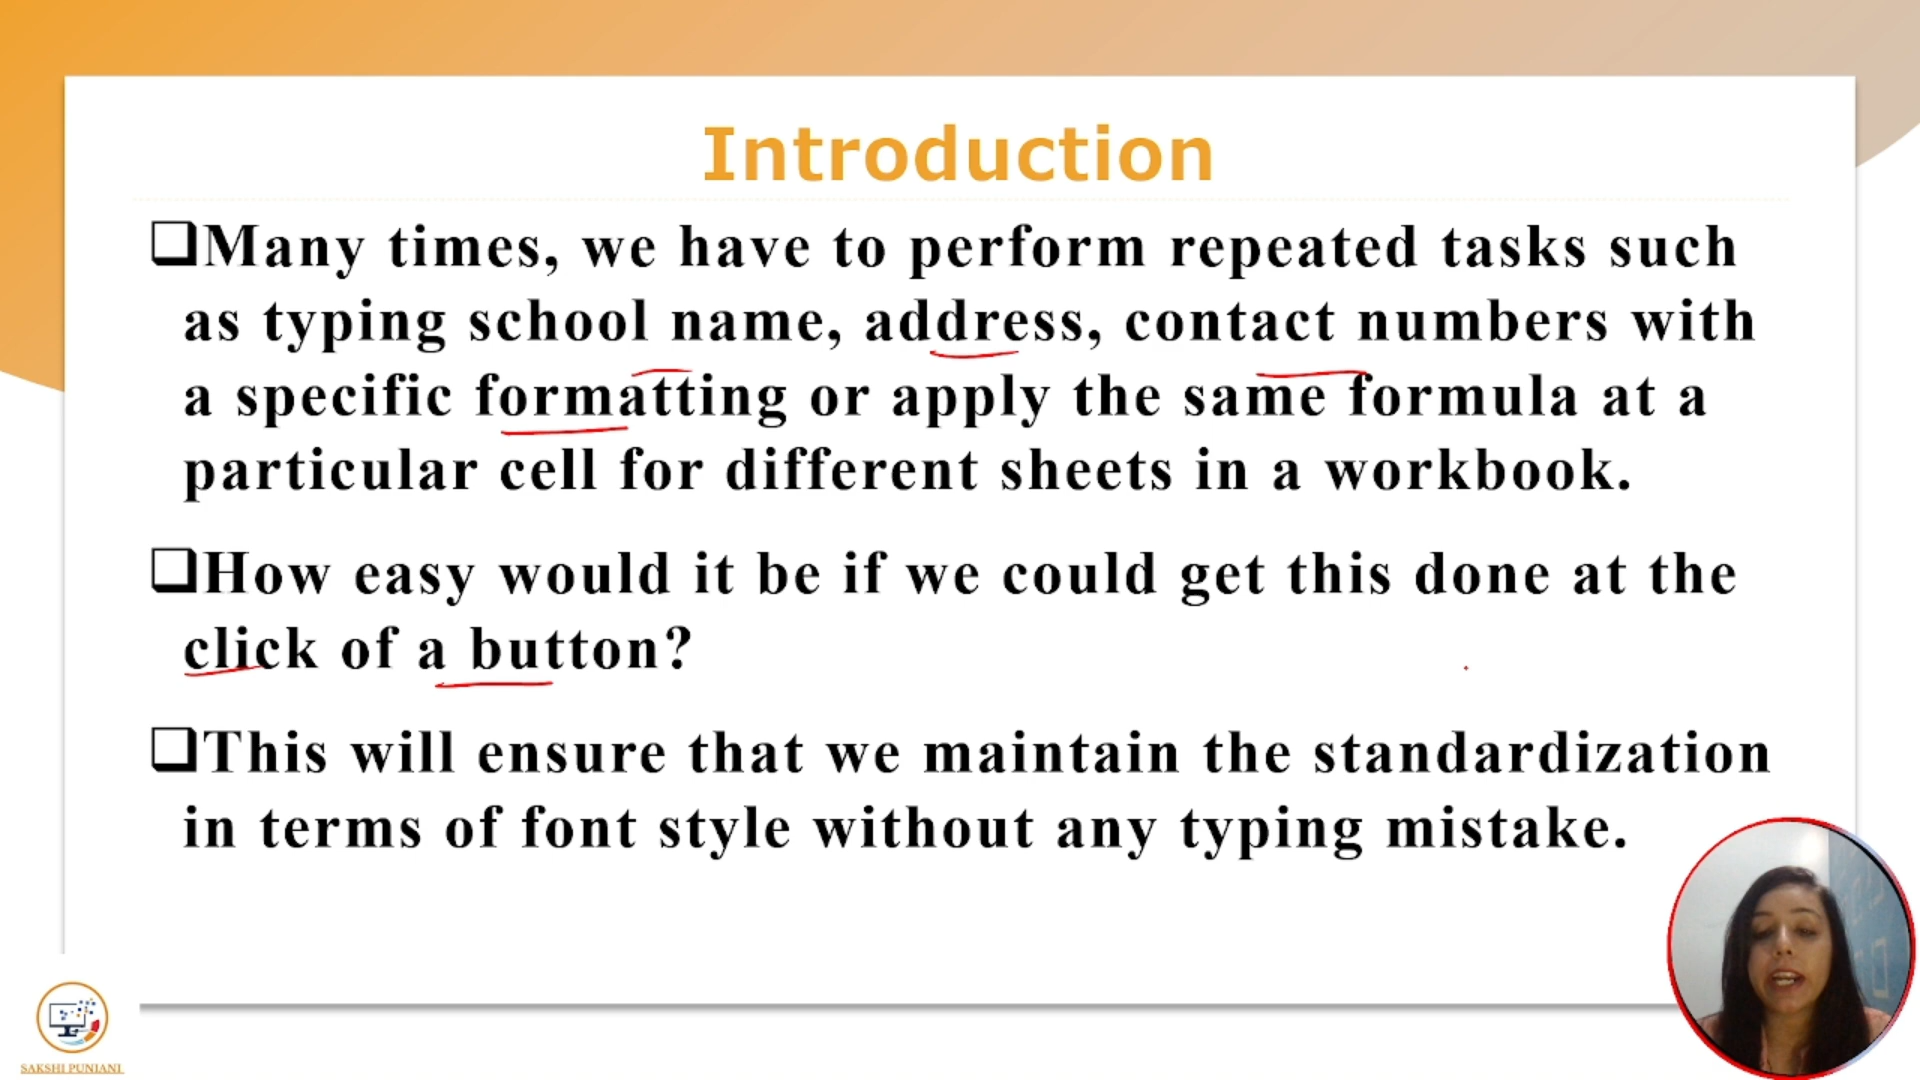 Introduction
❑Many times, we have to perform repeated tasks such
as typing school name, address, contact numbers with
a specific formatting or apply the same formula at a
particular cell for different sheets in a workbook.
❑How easy would it be if we could get this done at the
click of a button?
❑This will ensure that we maintain the standardization
in terms of font style without any typing mistake.
SAKSHI PUNIANI